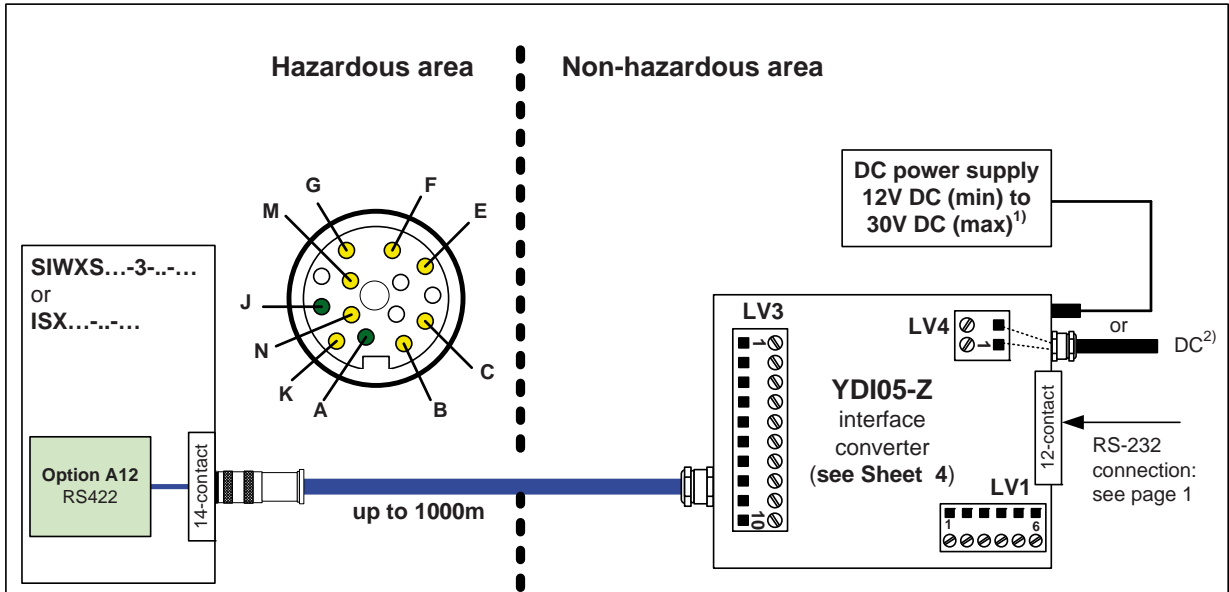 Hazardous area
Non-hazardous area
DC power supply
12V DC (min) to
30V DC (max)1)
G
F
M
E
J
N
K
A
B
C
SIWXS...-3-..-...
or
ISX...-..-...
Option A12
RS422
14-contact
up to 1000m
LV3
1
10
LV4
1
YDI05-Z
interface
converter
(see Sheet 4)
LV1
1
6
12-contact
or
DC2)
RS-232
connection:
see page 1